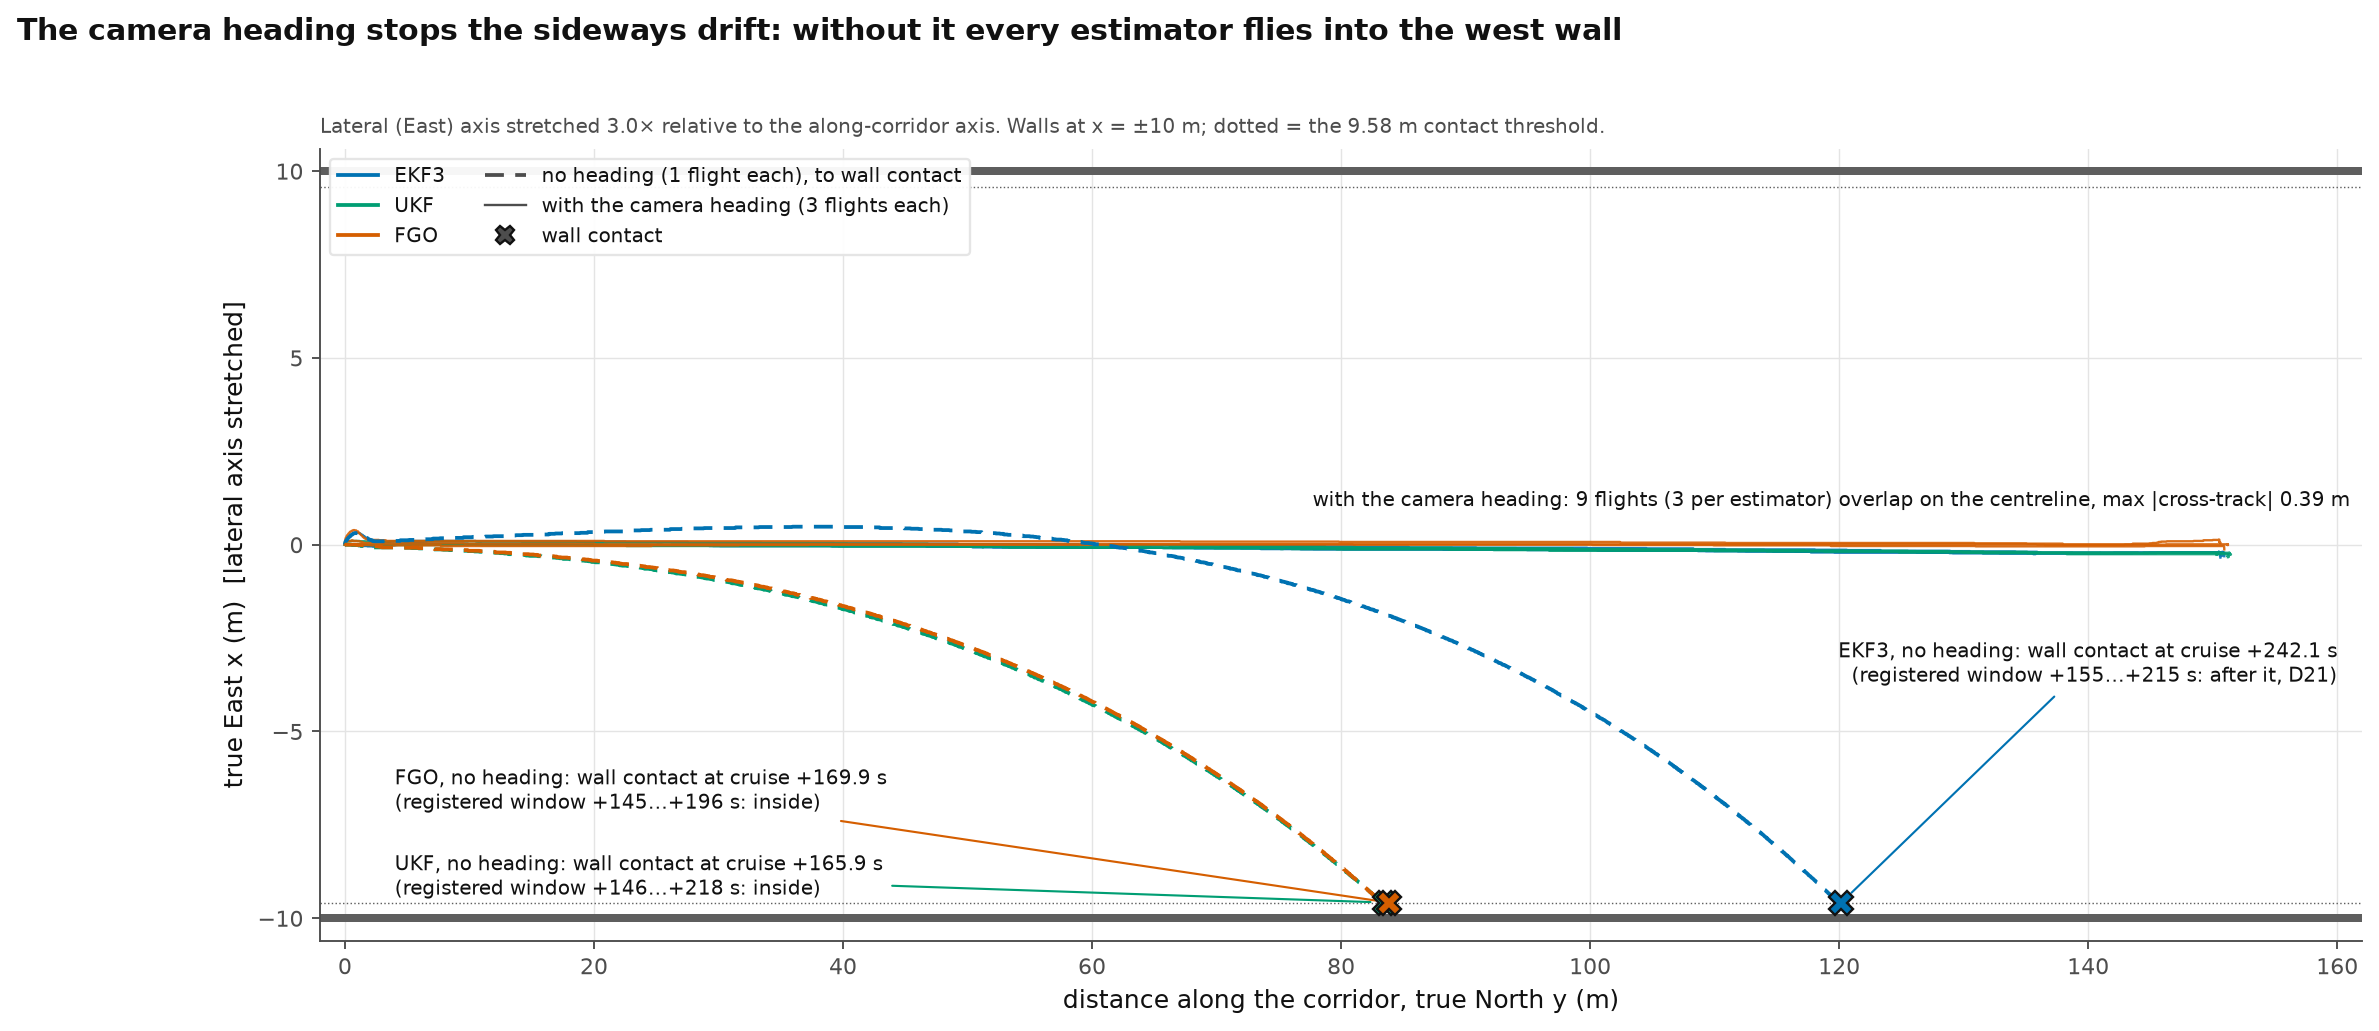 The camera heading stops the sideways drift: without it every estimator flies into the west wall
Lateral (East) axis stretched 3.0× relative to the along-corridor axis. Walls at x = ±10 m; dotted = the 9.58 m contact threshold.
EKF3
UKF
FGO
no heading (1 flight each), to wall contact
with the camera heading (3 flights each)
wall contact
10
5
0
−5
−10
true East x (m)  [lateral axis stretched]
with the camera heading: 9 flights (3 per estimator) overlap on the centreline, max |cross-track| 0.39 m
EKF3, no heading: wall contact at cruise +242.1 s
(registered window +155…+215 s: after it, D21)
FGO, no heading: wall contact at cruise +169.9 s
(registered window +145…+196 s: inside)
UKF, no heading: wall contact at cruise +165.9 s
(registered window +146…+218 s: inside)
0
20
40
60
80
100
120
140
160
distance along the corridor, true North y (m)